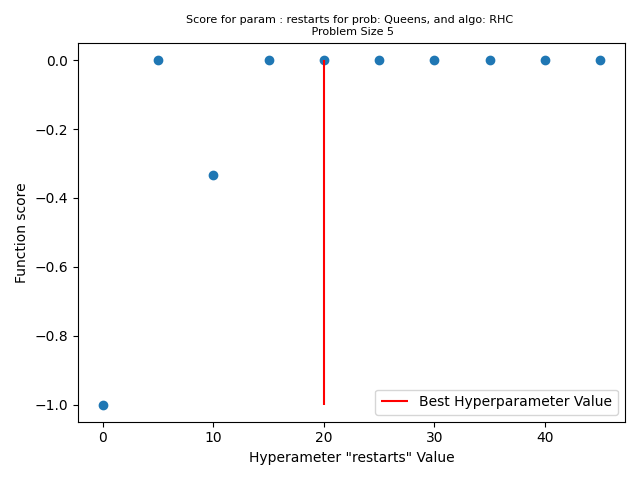 Score for param : restarts for prob: Queens, and algo: RHC
Problem Size 5
Function score
0.0
−0.2
−0.4
−0.6
−0.8
−1.0
0 10 20 30 40
Hyperameter "restarts" Value
Best Hyperparameter Value